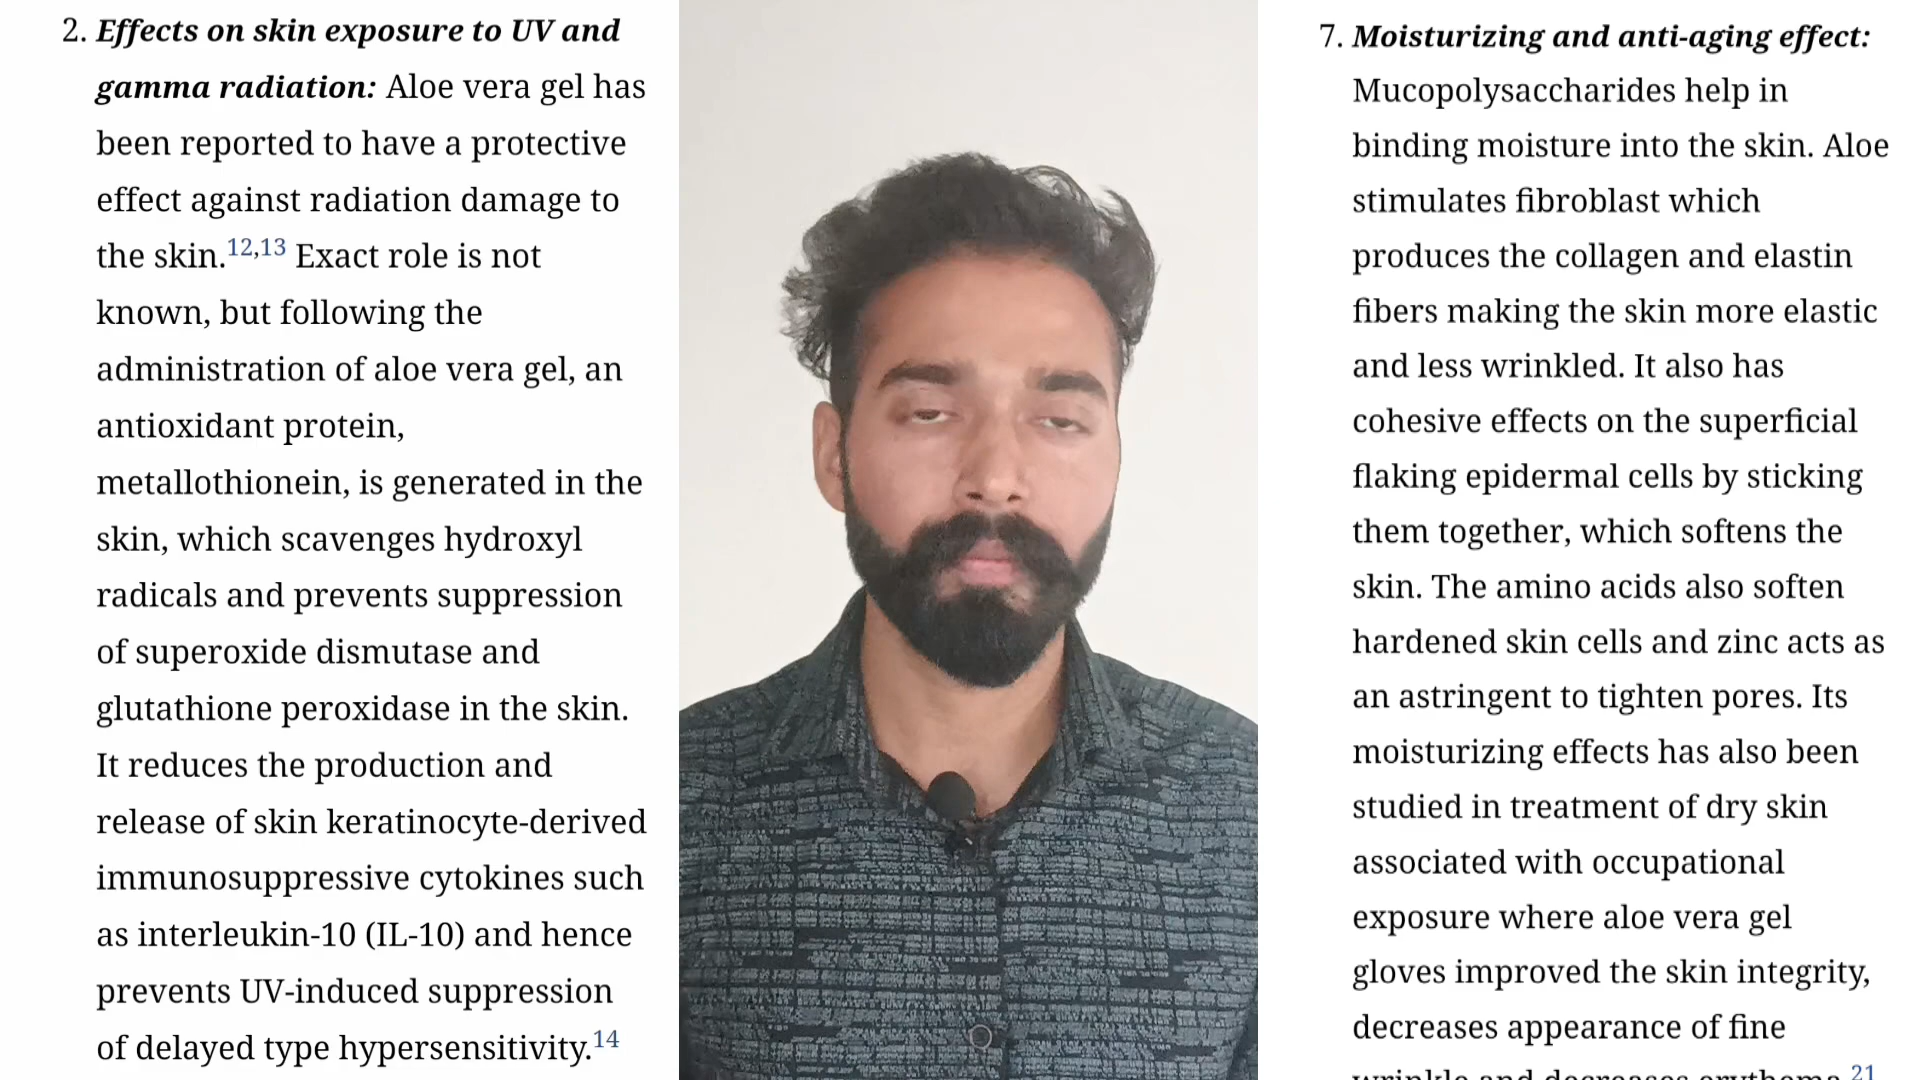 2. Effects on skin exposure to UV and
gamma radiation: Aloe vera gel has
been reported to have a protective
effect against radiation damage to
the skin.12,13 Exact role is not
known, but following the
administration of aloe vera gel, an
antioxidant protein,
metallothionein, is generated in the
skin, which scavenges hydroxyl
radicals and prevents suppression
of superoxide dismutase and
glutathione peroxidase in the skin.
It reduces the production and
release of skin keratinocyte-derived
immunosuppressive cytokines such
as interleukin-10 (IL-10) and hence
prevents UV-induced suppression
of delayed type hypersensitivity.14
7. Moisturizing and anti-aging effect:
Mucopolysaccharides help in
binding moisture into the skin. Aloe
stimulates fibroblast which
produces the collagen and elastin
fibers making the skin more elastic
and less wrinkled. It also has
cohesive effects on the superficial
flaking epidermal cells by sticking
them together, which softens the
skin. The amino acids also soften
hardened skin cells and zinc acts as
an astringent to tighten pores. Its
moisturizing effects has also been
studied in treatment of dry skin
associated with occupational
exposure where aloe vera gel
gloves improved the skin integrity,
decreases appearance of fine
wrinkle and decreases erythema.21